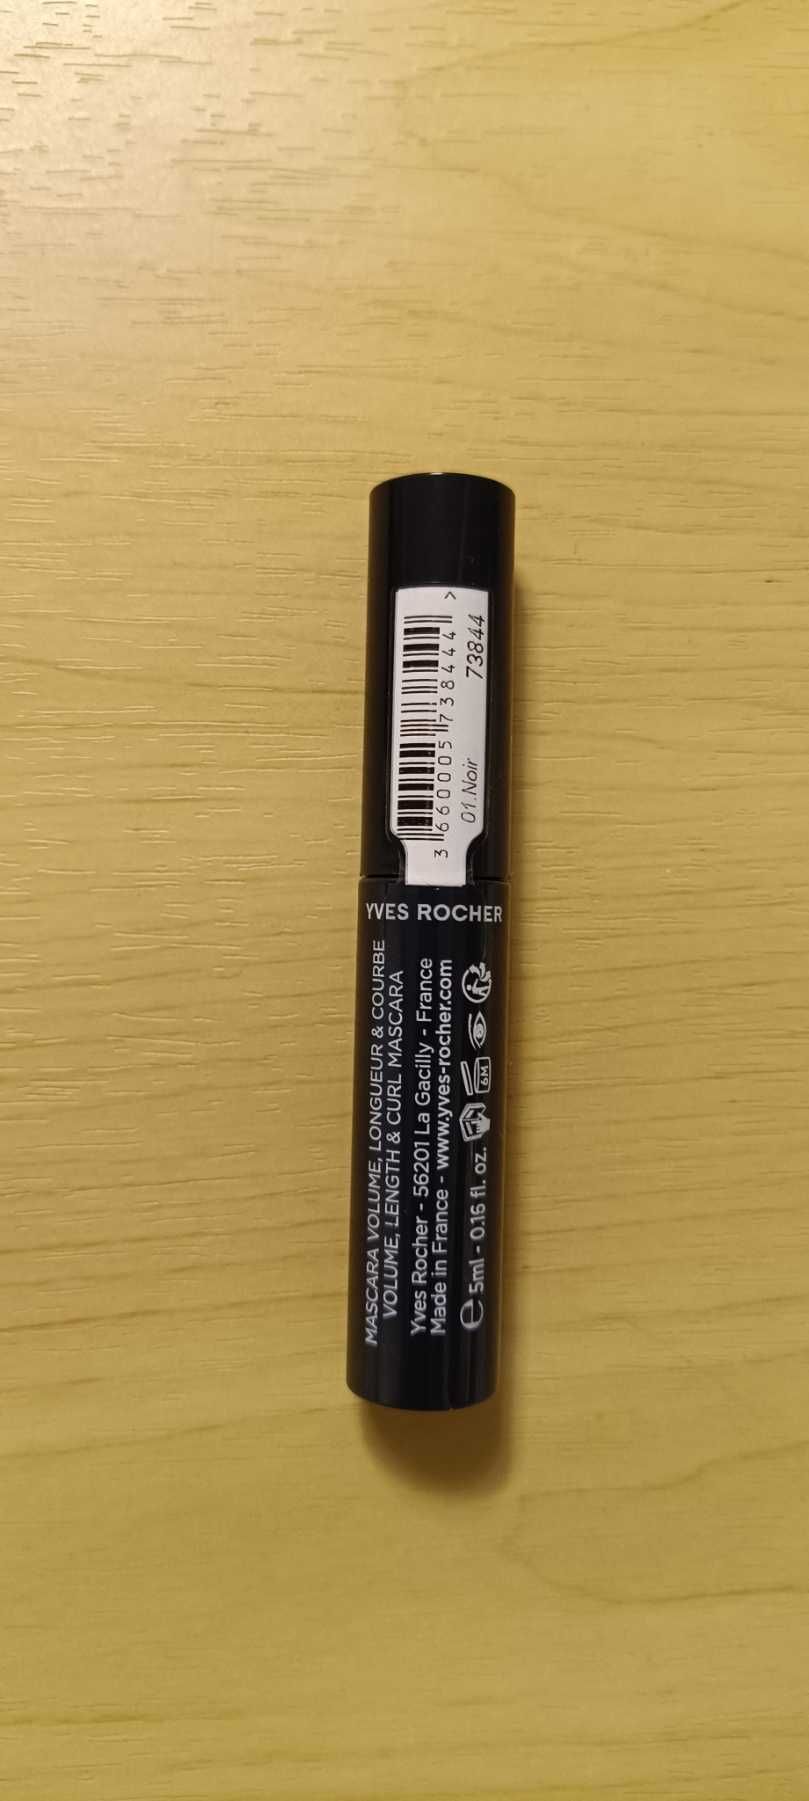 3 660005 738444 >
01.Noir 73844
YVES ROCHER
MASCARA VOLUME, LONGUEUR & COURBE
VOLUME, LENGTH & CURL MASCARA
Yves Rocher - 56201 La Gacilly - France
Made in France - www.yves-rocher.com
e 5ml - 0.16 fl. oz. 6M